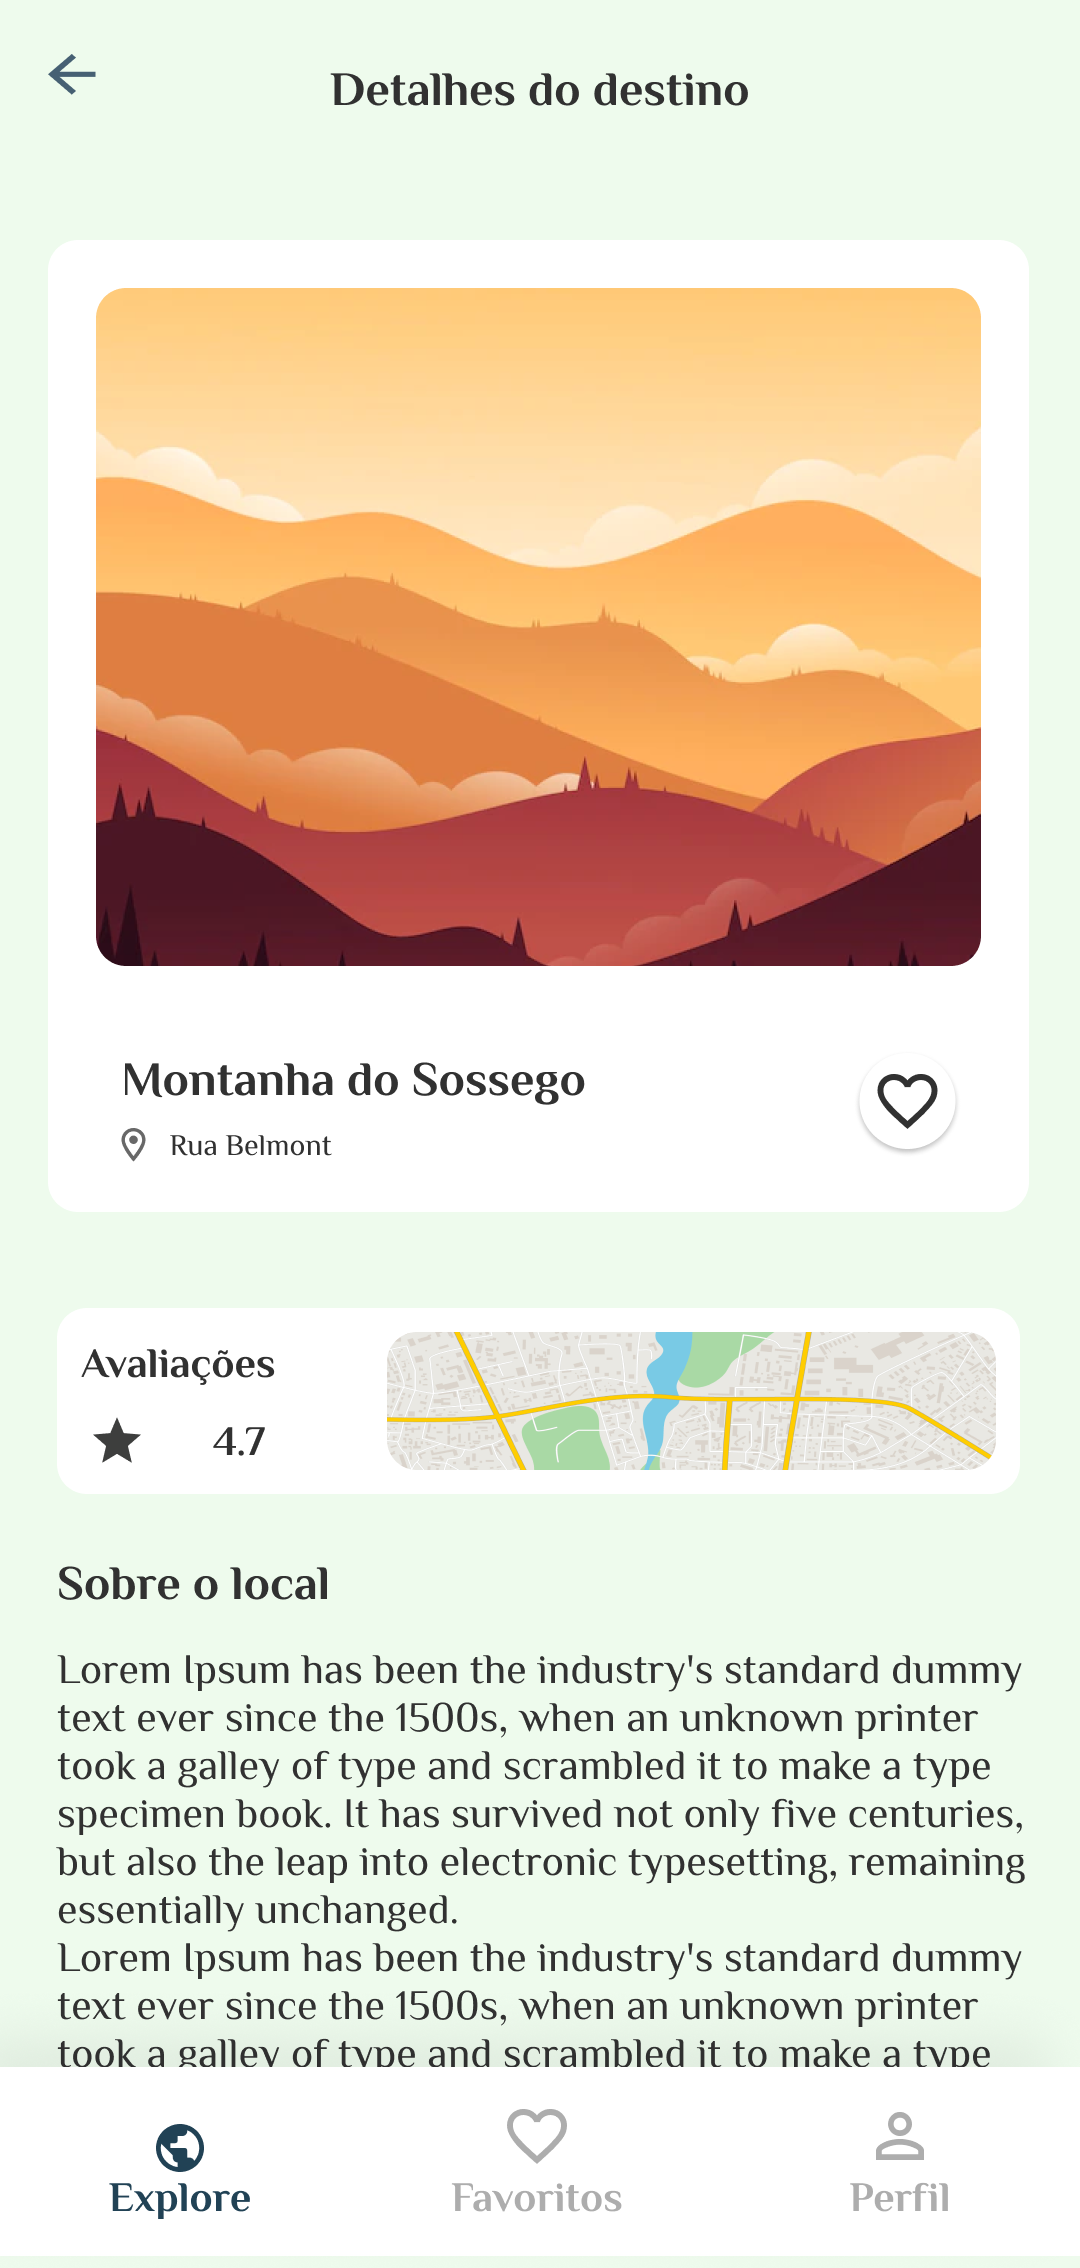 Detalhes do destino
Montanha do Sossego
Rua Belmont
Avaliações
4.7
Sobre o local
Lorem Ipsum has been the industry's standard dummy
text ever since the 1500s, when an unknown printer
took a galley of type and scrambled it to make a type
specimen book. It has survived not only five centuries,
but also the leap into electronic typesetting, remaining
essentially unchanged.
Lorem Ipsum has been the industry's standard dummy
text ever since the 1500s, when an unknown printer
took a galley of type and scrambled it to make a type
Explore
Favoritos
Perfil